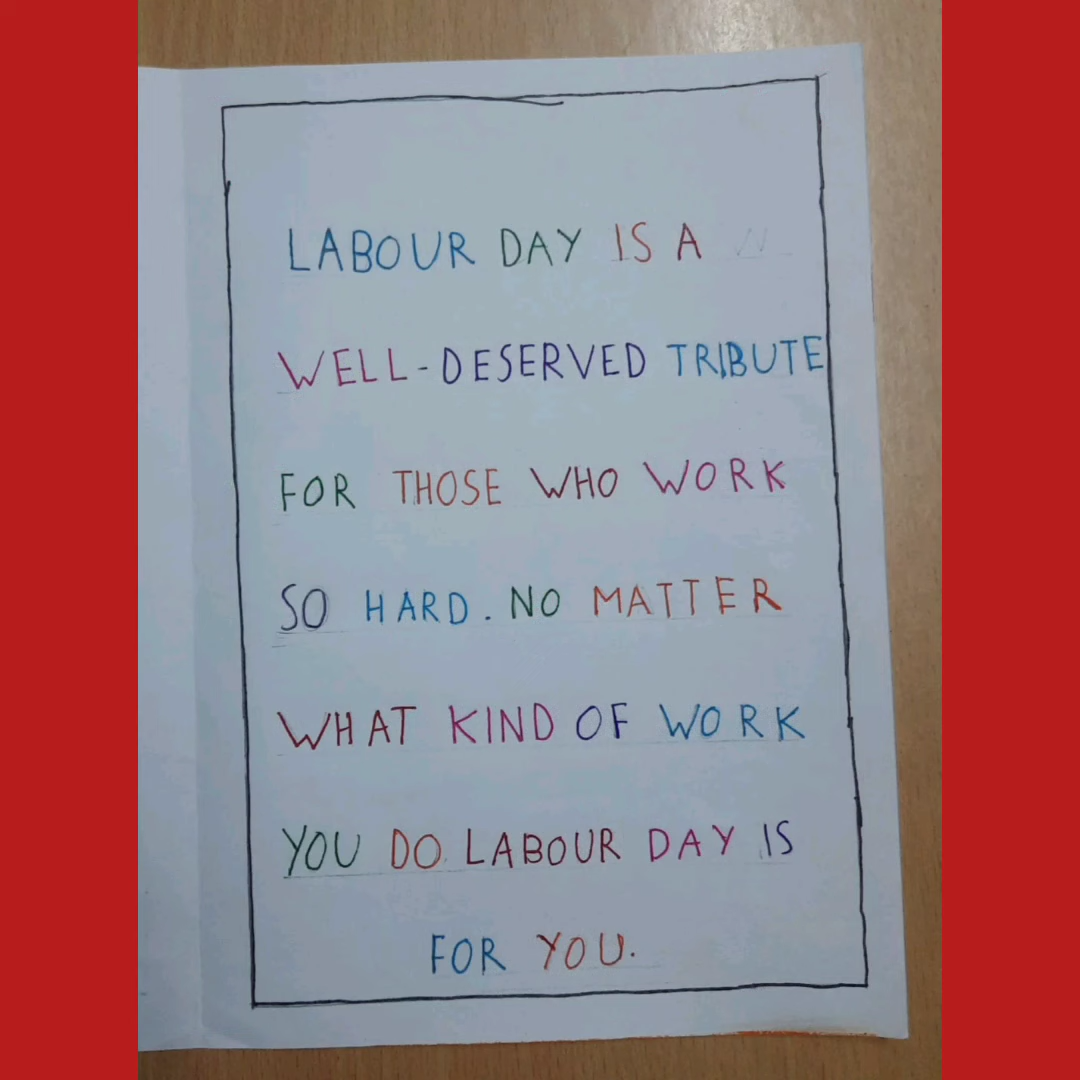 LABOUR DAY IS A
WELL-DESERVED TRIBUTE
FOR THOSE WHO WORK
SO HARD. NO MATTER
WHAT KIND OF WORK
YOU DO LABOUR DAY IS
FOR YOU.